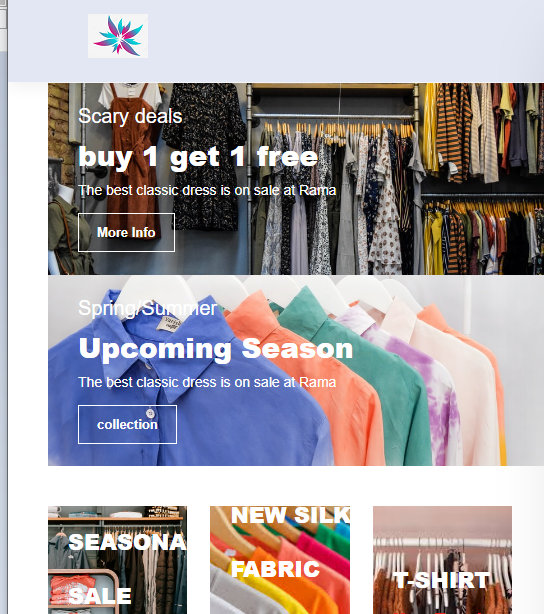 Scary deals
buy 1 get 1 free
The best classic dress is on sale at Rama
More Info
Spring/Summer
Upcoming Season
The best classic dress is on sale at Rama
collection
SEASONA
SALE
NEW SILK
FABRIC
T-SHIRT